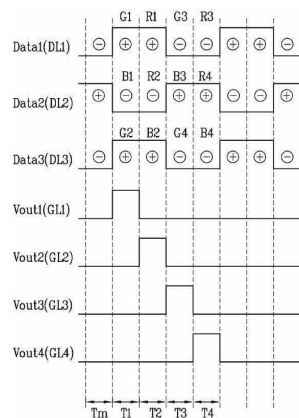 G1 R1 G3 R3
Data1(DL1) ⊖ ⊕ ⊕ ⊖ ⊖ ⊕ ⊕ ⊖
B1 R2 B3 R4
Data2(DL2) ⊕ ⊖ ⊖ ⊕ ⊕ ⊖ ⊖ ⊕
G2 B2 G4 B4
Data3(DL3) ⊖ ⊕ ⊕ ⊖ ⊖ ⊕ ⊕ ⊖
Vout1(GL1)
Vout2(GL2)
Vout3(GL3)
Vout4(GL4)
Tm T1 T2 T3 T4